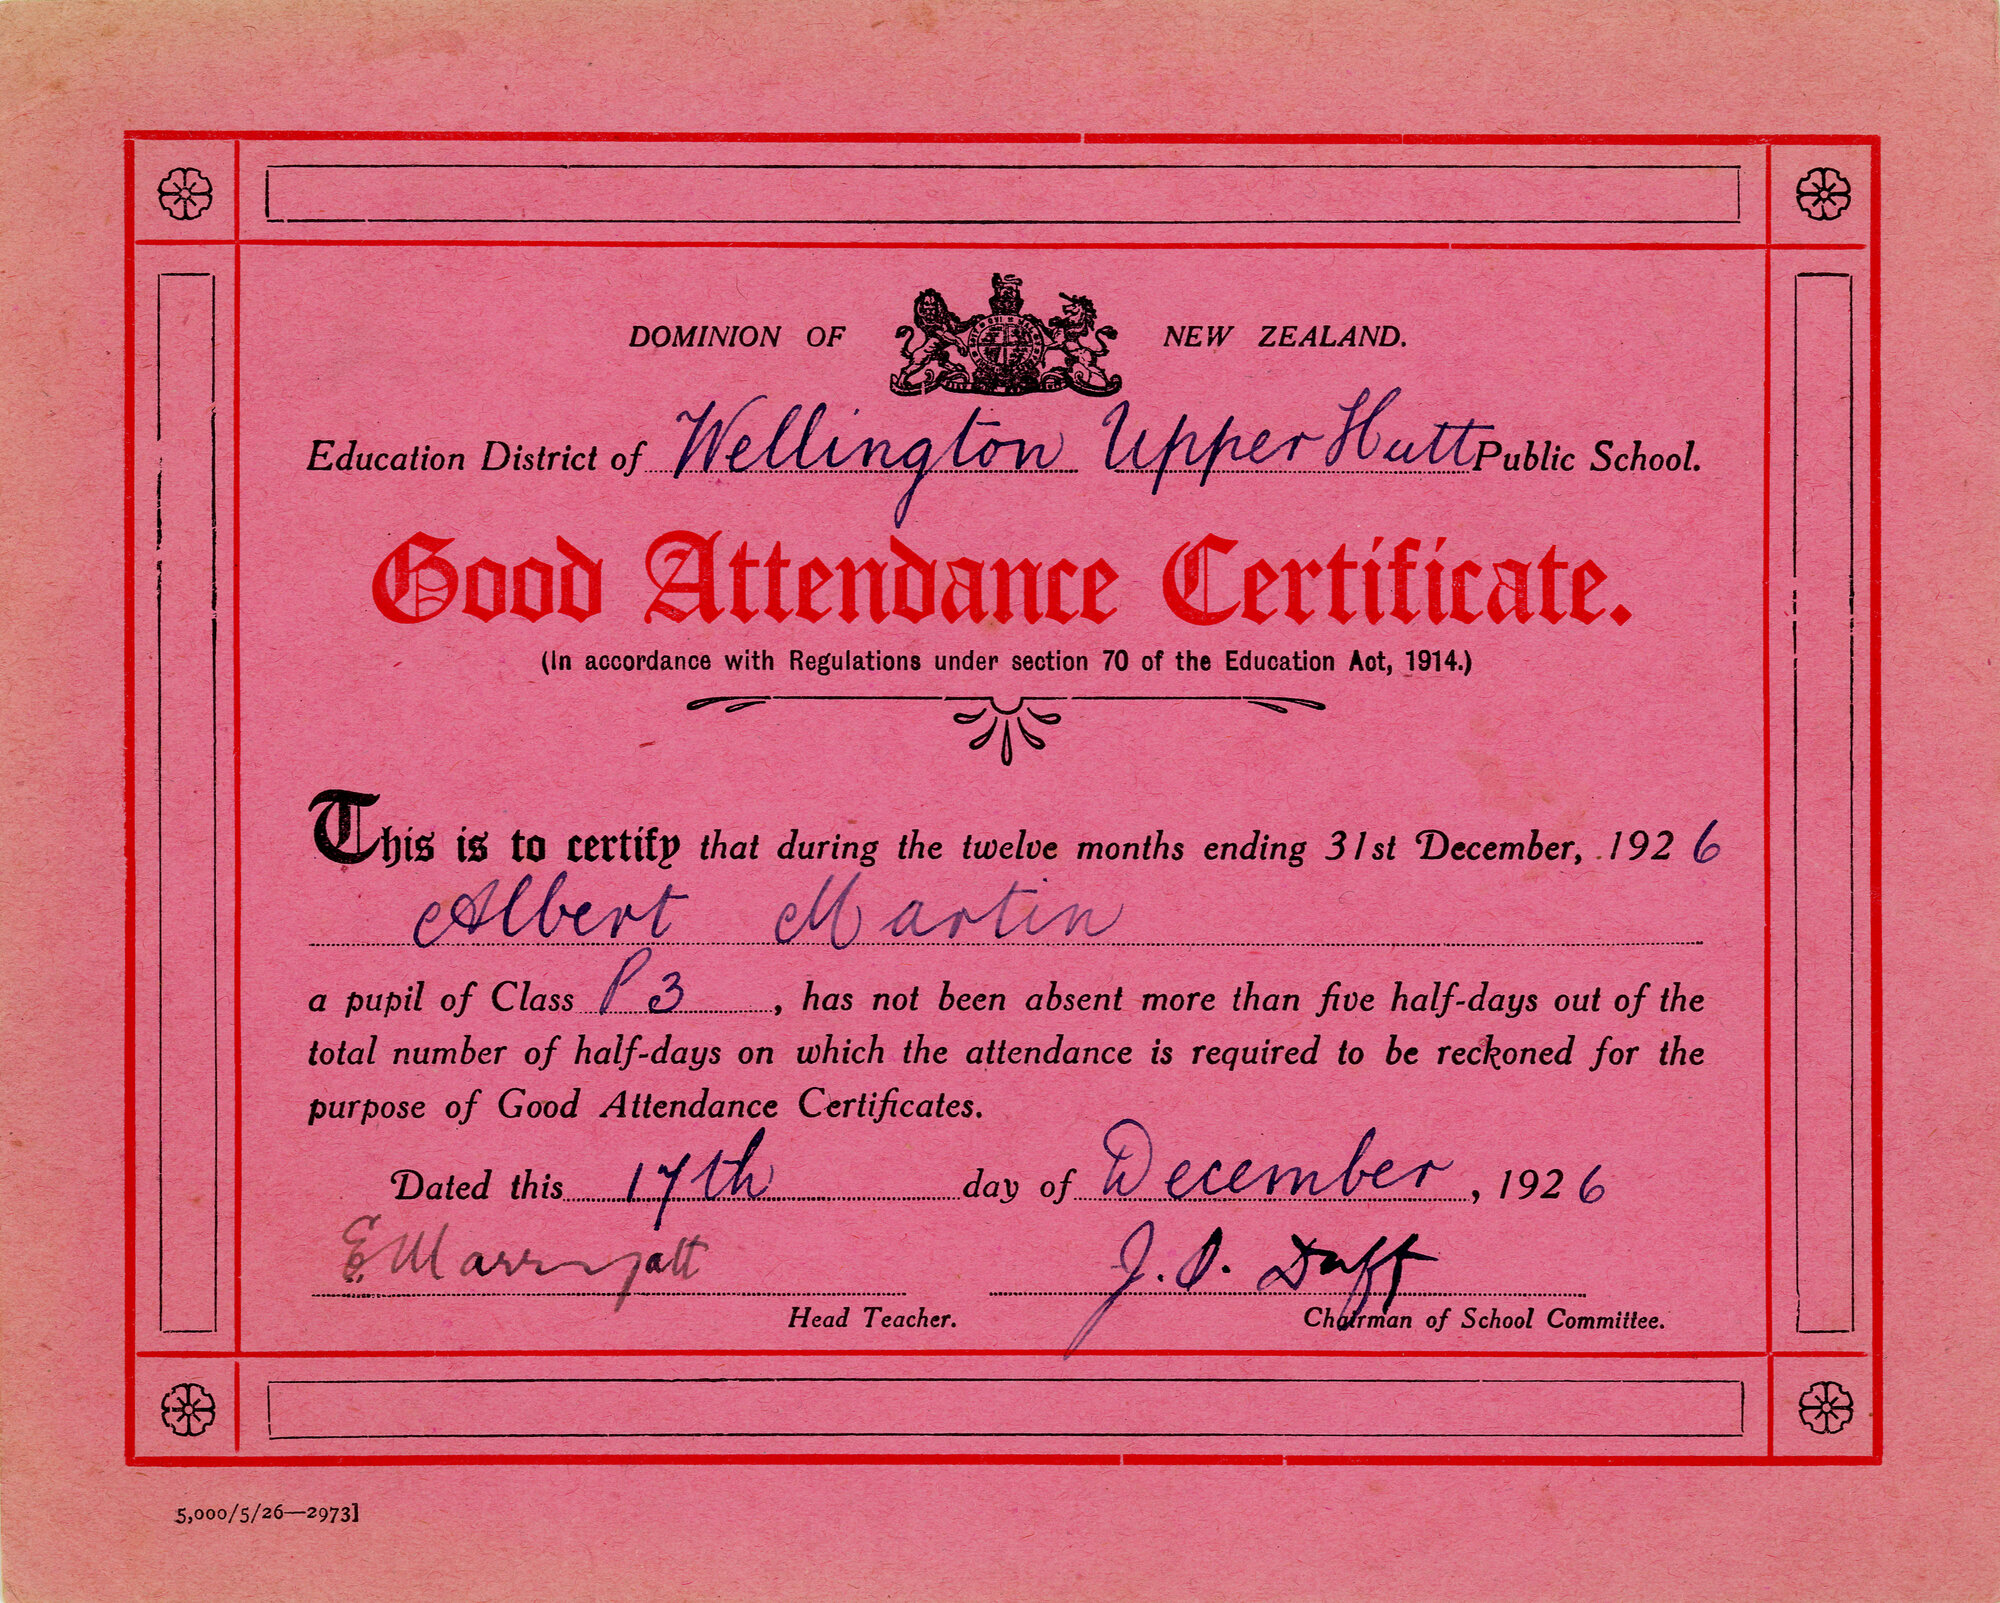 DOMINION OF NEW ZEALAND.
Education District of Wellington Upper Hutt Public School.
Good Attendance Certificate.
(In accordance with Regulations under section 70 of the Education Act, 1914.)
This is to certify that during the twelve months ending 31st December, 1926
Albert Martin
a pupil of Class P3, has not been absent more than five half-days out of the
total number of half-days on which the attendance is required to be reckoned for the
purpose of Good Attendance Certificates.
Dated this 17th day of December, 1926
E Marryatt J. P. Duff
Head Teacher. Chairman of School Committee.
5,000/5/26—2973]